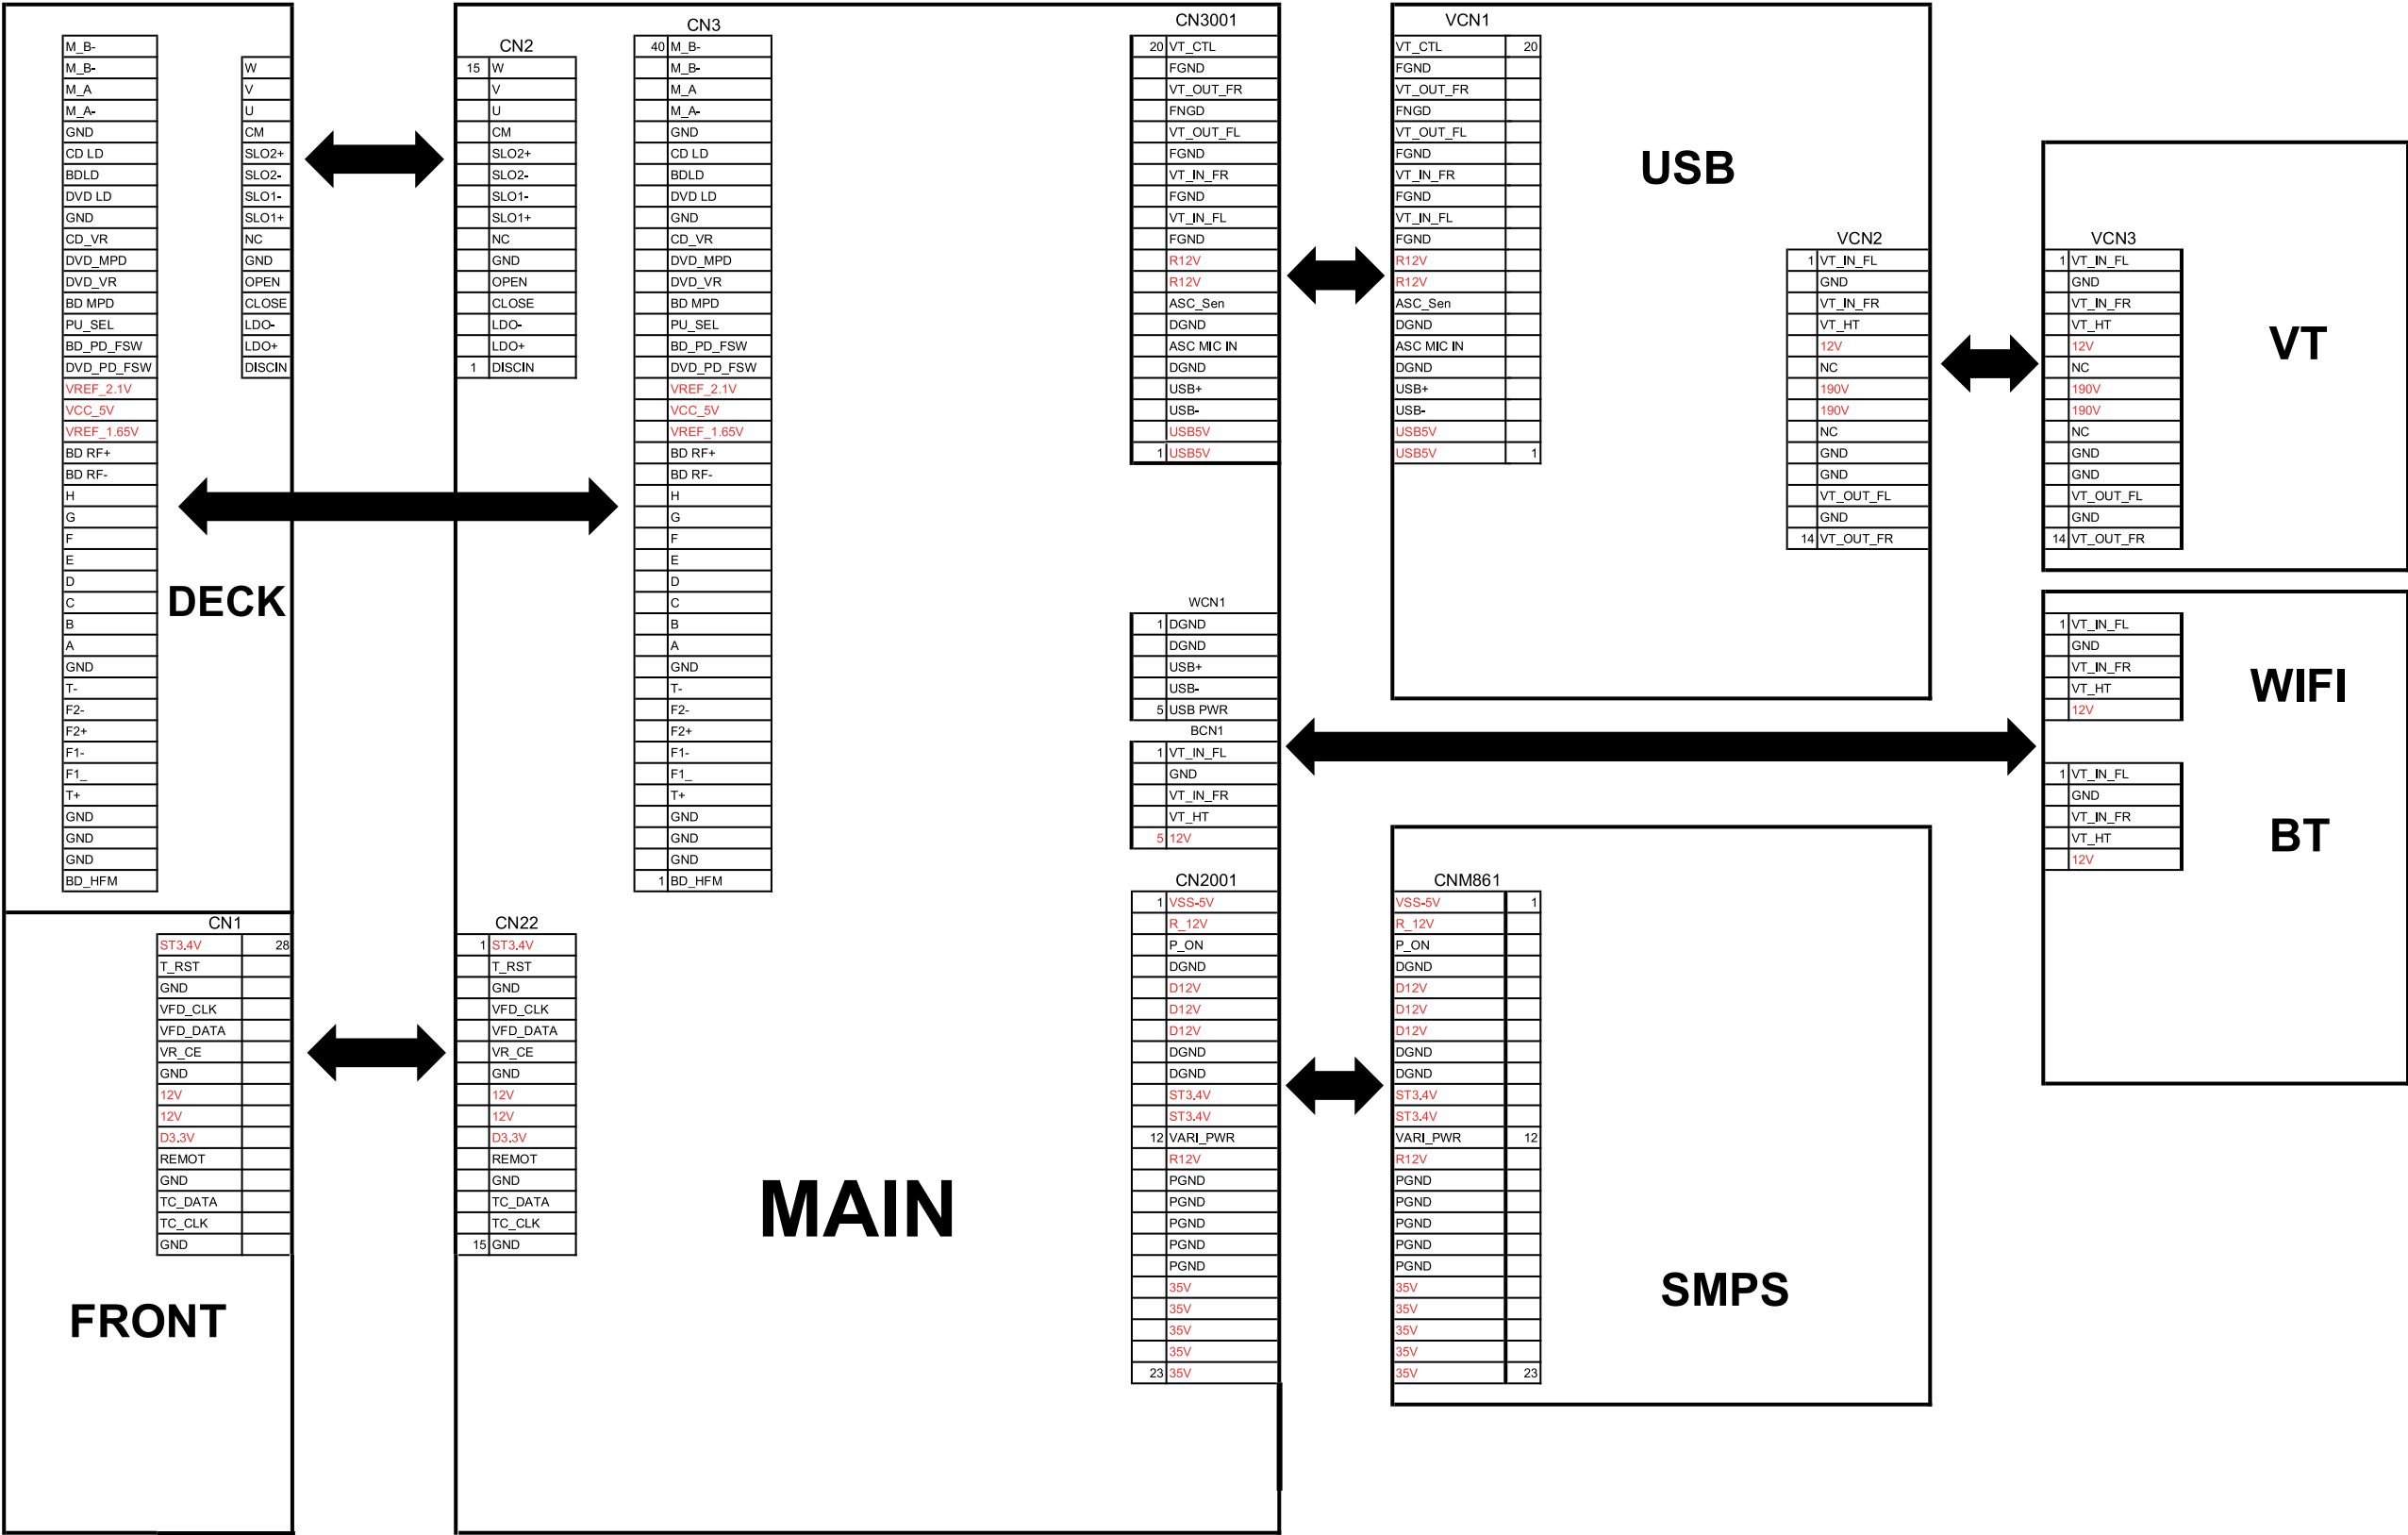 M_B-
M_B-
M_A
M_A-
GND
CD LD
BDLD
DVD LD
GND
CD_VR
DVD_MPD
DVD_VR
BD MPD
PU_SEL
BD_PD_FSW
DVD_PD_FSW
VREF_2.1V
VCC_5V
VREF_1.65V
BD RF+
BD RF-
H
G
F
E
D
C
B
A
GND
T-
F2-
F2+
F1-
F1_
T+
GND
GND
GND
BD_HFM
W
V
U
CM
SLO2+
SLO2-
SLO1-
SLO1+
NC
GND
OPEN
CLOSE
LDO-
LDO+
DISCIN
DECK
CN1
ST3.4V 28
T_RST
GND
VFD_CLK
VFD_DATA
VR_CE
GND
12V
12V
D3.3V
REMOT
GND
TC_DATA
TC_CLK
GND
FRONT
CN2
15 W
V
U
CM
SLO2+
SLO2-
SLO1-
SLO1+
NC
GND
OPEN
CLOSE
LDO-
LDO+
1 DISCIN
CN3
40 M_B-
M_B-
M_A
M_A-
GND
CD LD
BDLD
DVD LD
GND
CD_VR
DVD_MPD
DVD_VR
BD MPD
PU_SEL
BD_PD_FSW
DVD_PD_FSW
VREF_2.1V
VCC_5V
VREF_1.65V
BD RF+
BD RF-
H
G
F
E
D
C
B
A
GND
T-
F2-
F2+
F1-
F1_
T+
GND
GND
GND
1 BD_HFM
CN22
1 ST3.4V
T_RST
GND
VFD_CLK
VFD_DATA
VR_CE
GND
12V
12V
D3.3V
REMOT
GND
TC_DATA
TC_CLK
15 GND
MAIN
CN3001
20 VT_CTL
FGND
VT_OUT_FR
FNGD
VT_OUT_FL
FGND
VT_IN_FR
FGND
VT_IN_FL
FGND
R12V
R12V
ASC_Sen
DGND
ASC MIC IN
DGND
USB+
USB-
USB5V
1 USB5V
WCN1
1 DGND
DGND
USB+
USB-
5 USB PWR
BCN1
1 VT_IN_FL
GND
VT_IN_FR
VT_HT
5 12V
CN2001
1 VSS-5V
R_12V
P_ON
DGND
D12V
D12V
D12V
DGND
DGND
ST3.4V
ST3.4V
12 VARI_PWR
R12V
PGND
PGND
PGND
PGND
PGND
35V
35V
35V
35V
23 35V
VCN1
VT_CTL 20
FGND
VT_OUT_FR
FNGD
VT_OUT_FL
FGND
VT_IN_FR
FGND
VT_IN_FL
FGND
R12V
R12V
ASC_Sen
DGND
ASC MIC IN
DGND
USB+
USB-
USB5V
USB5V 1
USB
VCN2
1 VT_IN_FL
GND
VT_IN_FR
VT_HT
12V
NC
190V
190V
NC
GND
GND
VT_OUT_FL
GND
14 VT_OUT_FR
CNM861
VSS-5V 1
R_12V
P_ON
DGND
D12V
D12V
D12V
DGND
DGND
ST3.4V
ST3.4V
VARI_PWR 12
R12V
PGND
PGND
PGND
PGND
PGND
35V
35V
35V
35V
35V 23
SMPS
VCN3
1 VT_IN_FL
GND
VT_IN_FR
VT_HT
12V
NC
190V
190V
NC
GND
GND
VT_OUT_FL
GND
14 VT_OUT_FR
VT
1 VT_IN_FL
GND
VT_IN_FR
VT_HT
12V
WIFI
1 VT_IN_FL
GND
VT_IN_FR
VT_HT
12V
BT